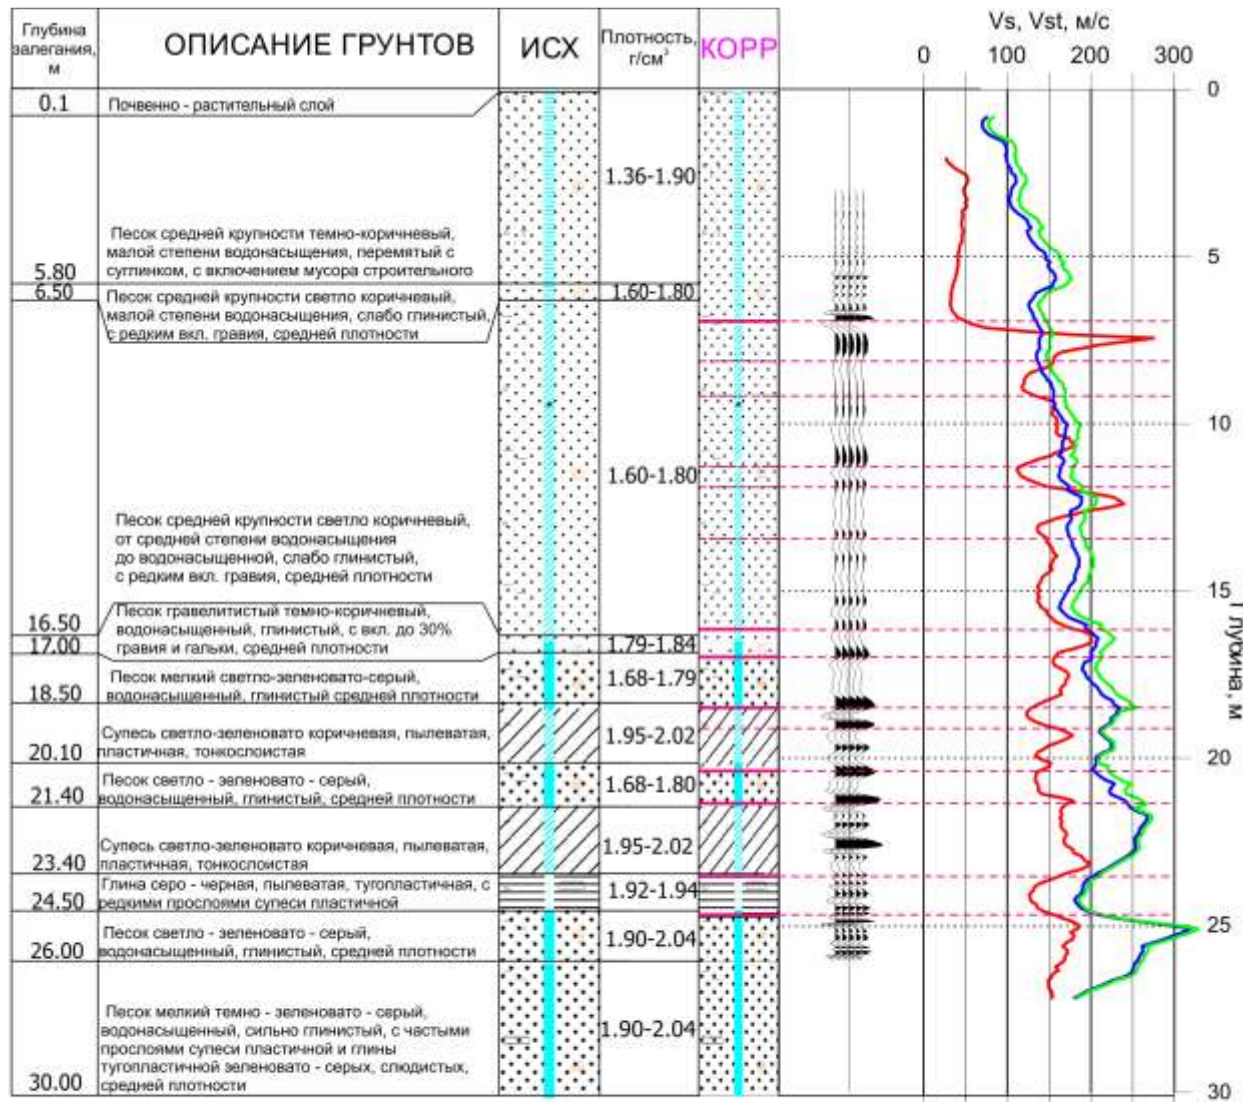 Глубина
залегания,
м
ОПИСАНИЕ ГРУНТОВ
ИСХ
Плотность,
г/см³
КОРР
Vs, Vst, м/с
0 100 200 300
0.1
Почвенно - растительный слой
0
1.36-1.90
Песок средней крупности темно-коричневый,
малой степени водонасыщения, перемятый с
суглинком, с включением мусора строительного
5.80
5
6.50
Песок средней крупности светло коричневый,
малой степени водонасыщения, слабо глинистый,
с редким вкл. гравия, средней плотности
1.60-1.80
10
1.60-1.80
Песок средней крупности светло коричневый,
от средней степени водонасыщения
до водонасыщенной, слабо глинистый,
с редким вкл. гравия, средней плотности
15
16.50
Песок гравелитистый темно-коричневый,
водонасыщенный, глинистый, с вкл. до 30%
гравия и гальки, средней плотности
17.00
1.79-1.84
Глубина, м
Песок мелкий светло-зеленовато-серый,
водонасыщенный, глинистый средней плотности
18.50
1.68-1.79
Супесь светло-зеленовато коричневая, пылеватая,
пластичная, тонкослоистая
20.10
1.95-2.02
20
Песок светло - зеленовато - серый,
водонасыщенный, глинистый, средней плотности
21.40
1.68-1.80
Супесь светло-зеленовато коричневая, пылеватая,
пластичная, тонкослоистая
23.40
1.95-2.02
Глина серо - черная, пылеватая, тугопластичная, с
редкими прослоями супеси пластичной
24.50
1.92-1.94
25
Песок светло - зеленовато - серый,
водонасыщенный, глинистый, средней плотности
26.00
1.90-2.04
Песок мелкий темно - зеленовато - серый,
водонасыщенный, сильно глинистый, с частыми
прослоями супеси пластичной и глины
тугопластичной зеленовато - серых, слюдистых,
средней плотности
30.00
1.90-2.04
30